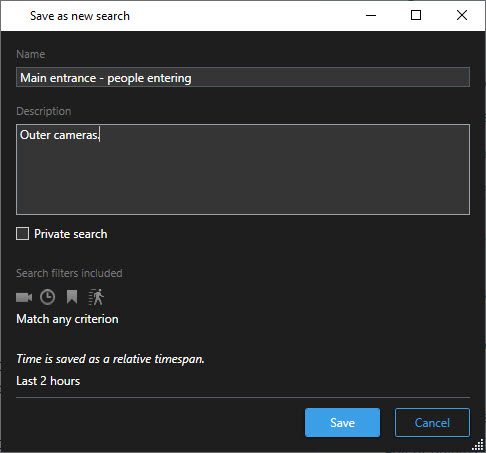 Save as new search
Name
Main entrance - people entering
Description
Outer cameras.
Private search
Search filters included
Match any criterion
Time is saved as a relative timespan.
Last 2 hours
Save
Cancel